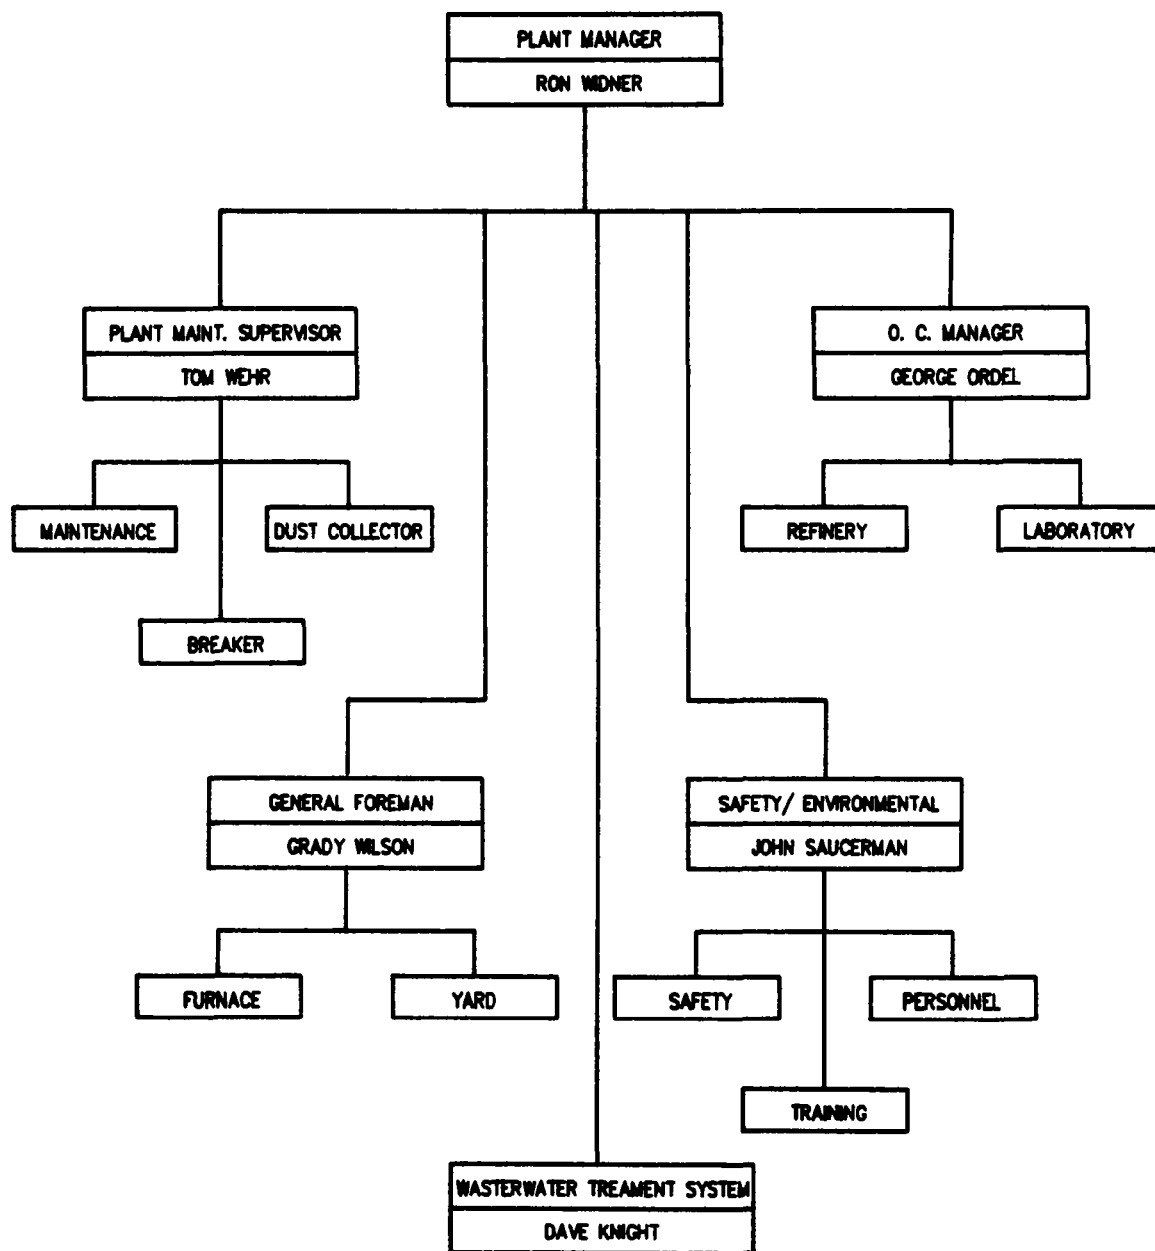 PLANT MANAGER
RON WIDNER
PLANT MAINT. SUPERVISOR
TOM WEHR
O. C. MANAGER
GEORGE ORDEL
MAINTENANCE
DUST COLLECTOR
REFINERY
LABORATORY
BREAKER
GENERAL FOREMAN
GRADY WILSON
SAFETY/ ENVIRONMENTAL
JOHN SAUCERMAN
FURNACE
YARD
SAFETY
PERSONNEL
TRAINING
WASTERWATER TREAMENT SYSTEM
DAVE KNIGHT